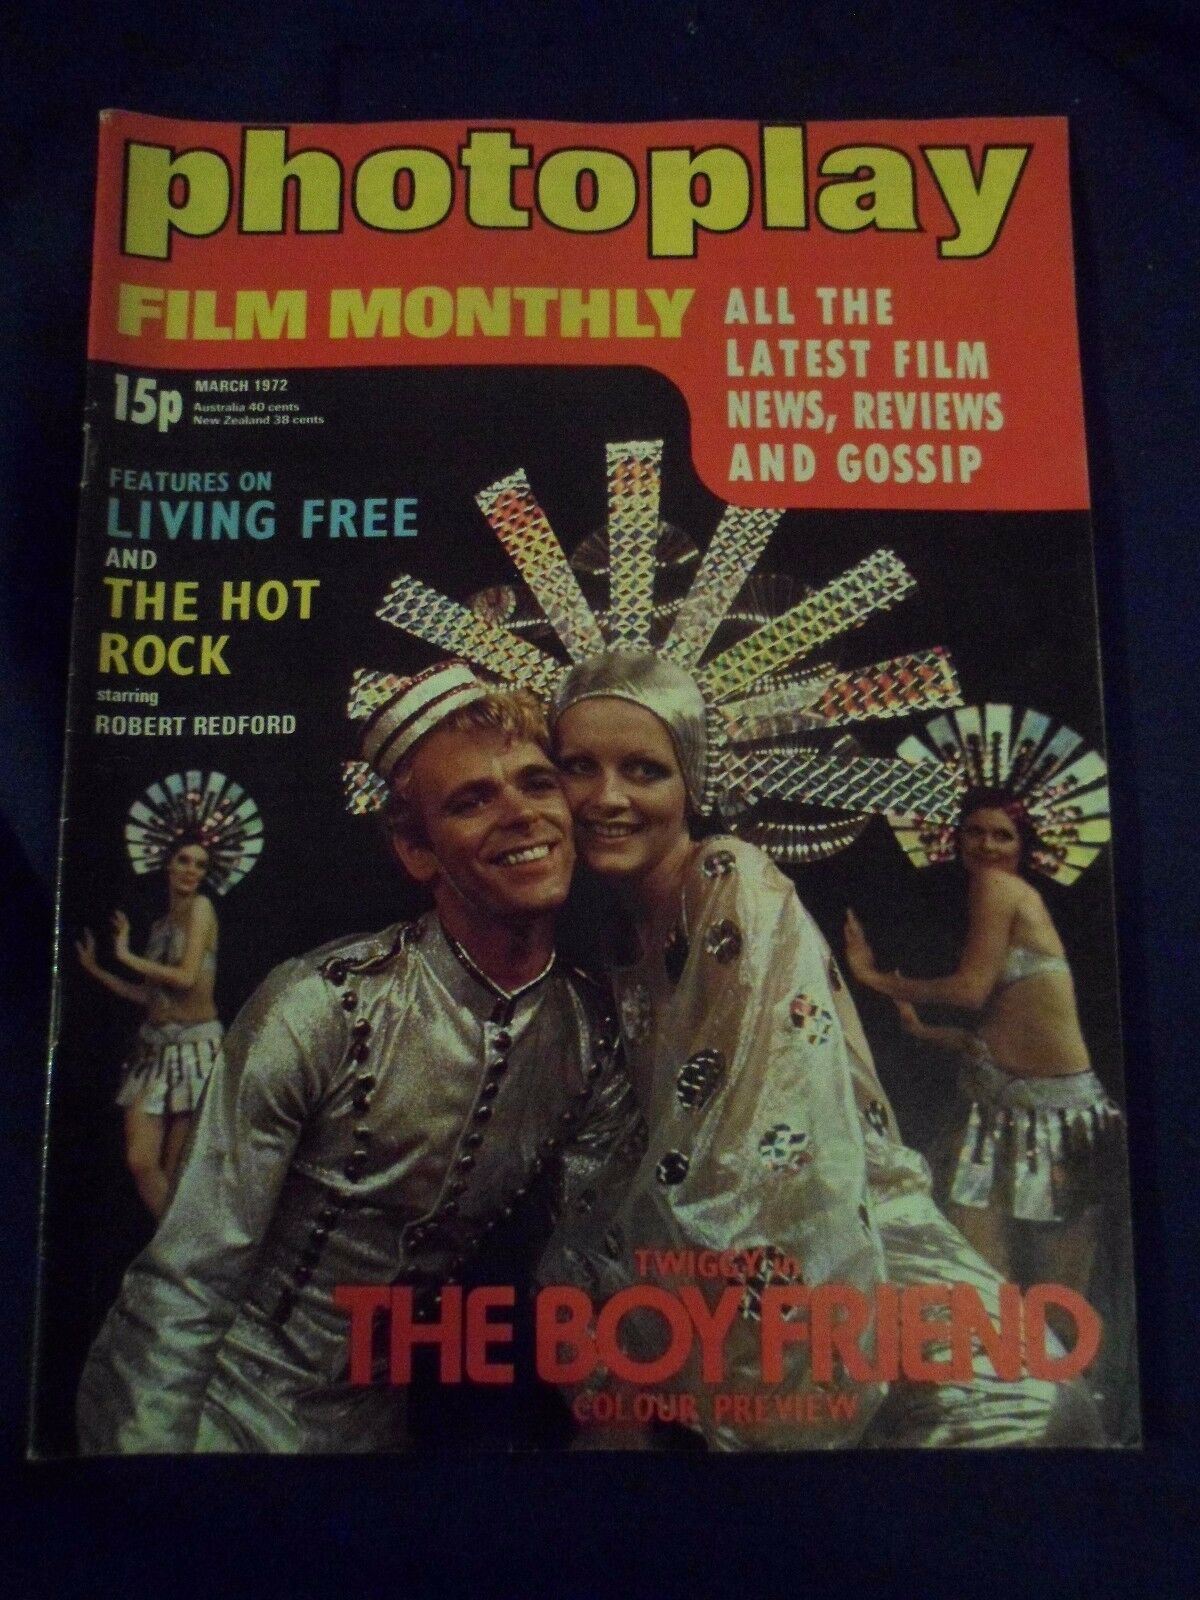 photoplay
FILM MONTHLY
ALL THE
LATEST FILM
NEWS, REVIEWS
AND GOSSIP
15p
MARCH 1972
Australia 40 cents
New Zealand 38 cents
FEATURES ON
LIVING FREE
AND
THE HOT
ROCK
starring
ROBERT REDFORD
TWIGGY in
THE BOY FRIEND
COLOUR PREVIEW